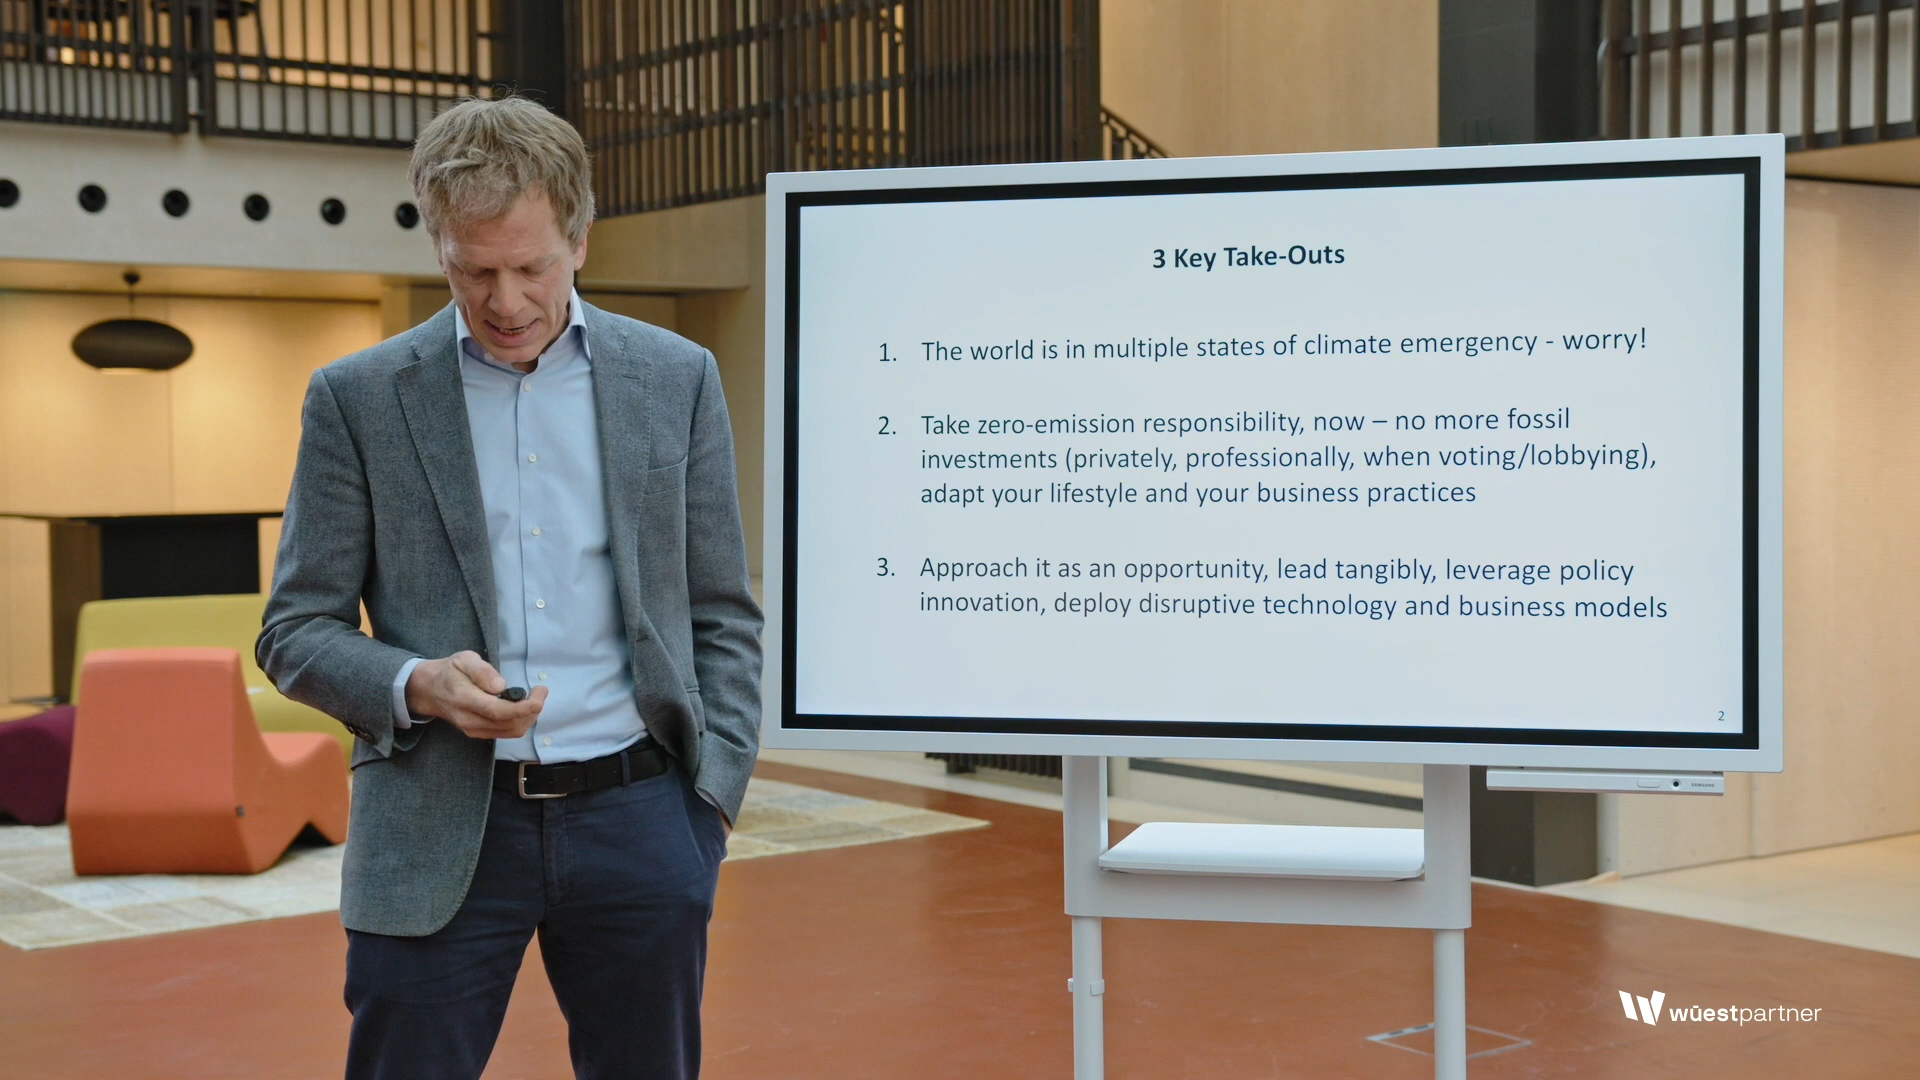 3 Key Take-Outs
1. The world is in multiple states of climate emergency - worry!
2. Take zero-emission responsibility, now – no more fossil
investments (privately, professionally, when voting/lobbying),
adapt your lifestyle and your business practices
3. Approach it as an opportunity, lead tangibly, leverage policy
innovation, deploy disruptive technology and business models
2
SAMSUNG
wüestpartner